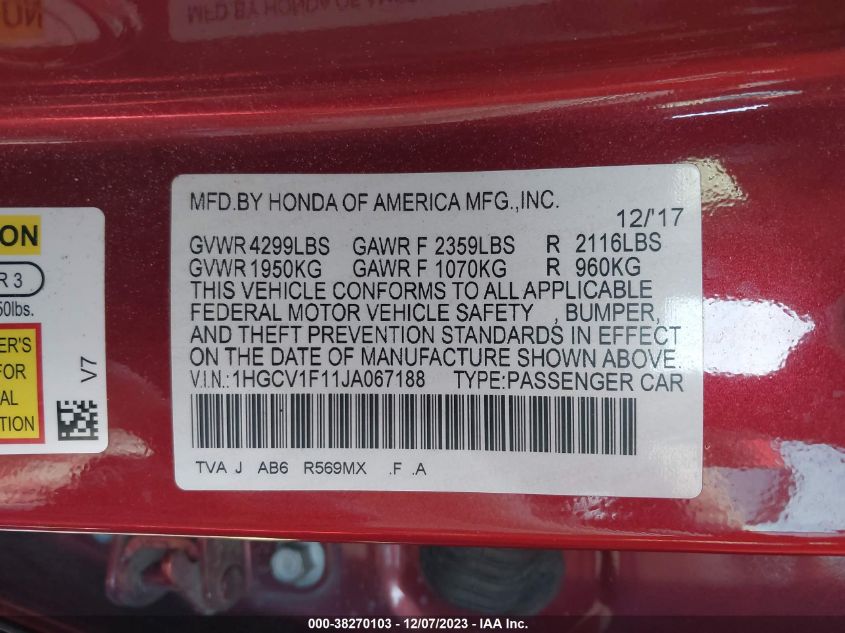 MFD.BY HONDA OF AMERICA MFG.,INC.
12/'17
GVWR 4299LBS GAWR F 2359LBS R 2116LBS
GVWR 1950KG GAWR F 1070KG R 960KG
THIS VEHICLE CONFORMS TO ALL APPLICABLE
FEDERAL MOTOR VEHICLE SAFETY , BUMPER,
AND THEFT PREVENTION STANDARDS IN EFFECT
ON THE DATE OF MANUFACTURE SHOWN ABOVE.
V.I.N.: 1HGCV1F11JA067188 TYPE:PASSENGER CAR
TVA J AB6 R569MX .F .A
ON
R 3
50lbs.
ER'S
FOR
AL
TION
V7
000-38270103 - 12/07/2023 - IAA Inc.